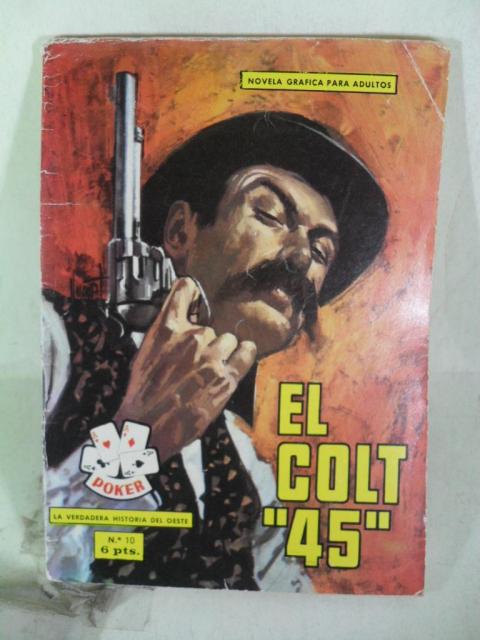 NOVELA GRAFICA PARA ADULTOS
EL
COLT
"45"
POKER
LA VERDADERA HISTORIA DEL OESTE
N.º 10
6 pts.